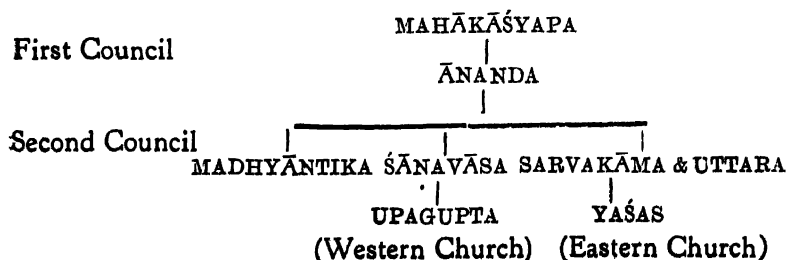 MAHĀKĀŚYAPA
First Council
ĀNANDA
Second Council
MADHYĀNTIKA ŚĀNAVĀSA SARVAKĀMA & UTTARA
UPAGUPTA YAŚAS
(Western Church) (Eastern Church)